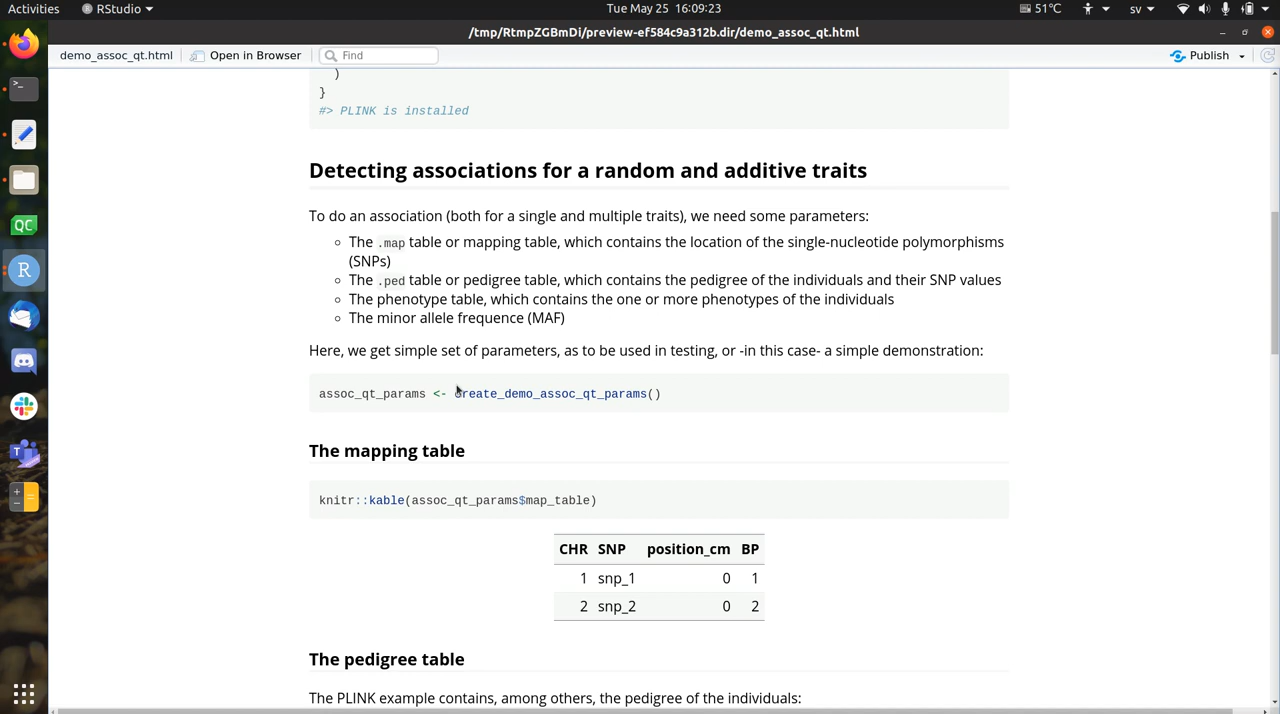 Activities
RStudio
Tue May 25 16:09:23
51°C
sv
/tmp/RtmpZGBmDi/preview-ef584c9a312b.dir/demo_assoc_qt.html
demo_assoc_qt.html
Open in Browser
Find
Publish
)
}
#> PLINK is installed
Detecting associations for a random and additive traits
To do an association (both for a single and multiple traits), we need some parameters:
The .map table or mapping table, which contains the location of the single-nucleotide polymorphisms
(SNPs)
The .ped table or pedigree table, which contains the pedigree of the individuals and their SNP values
The phenotype table, which contains the one or more phenotypes of the individuals
The minor allele frequence (MAF)
Here, we get simple set of parameters, as to be used in testing, or -in this case- a simple demonstration:
assoc_qt_params <- create_demo_assoc_qt_params()
The mapping table
knitr::kable(assoc_qt_params$map_table)
CHR SNP position_cm BP
1 snp_1 0 1
2 snp_2 0 2
The pedigree table
The PLINK example contains, among others, the pedigree of the individuals:
QC
R